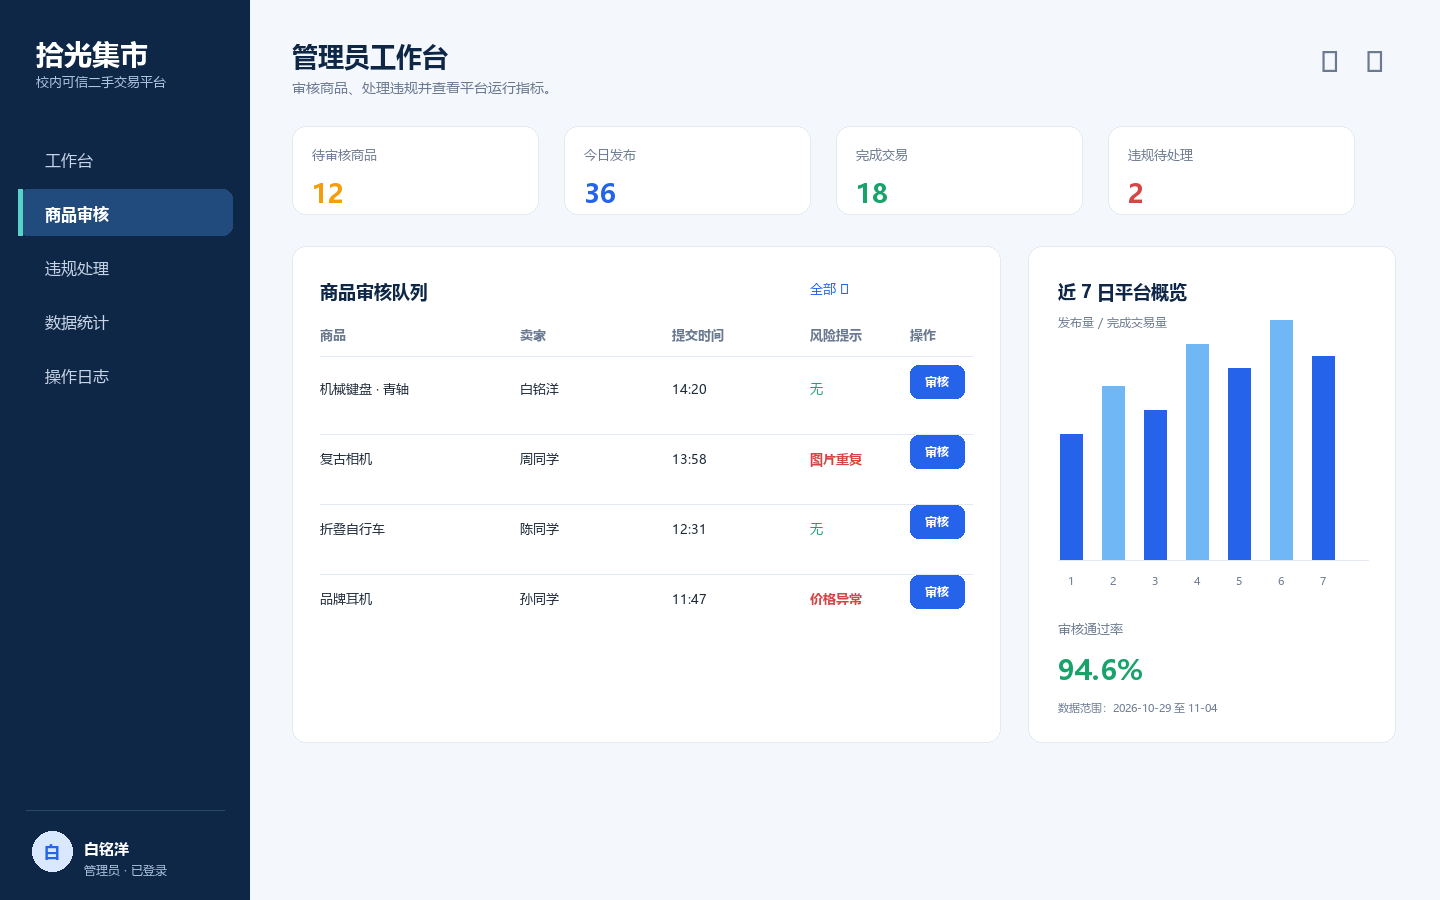 拾光集市
校内可信二手交易平台
工作台
商品审核
违规处理
数据统计
操作日志
白
白铭洋
管理员 · 已登录
管理员工作台
审核商品、处理违规并查看平台运行指标。
待审核商品
12
今日发布
36
完成交易
18
违规待处理
2
商品审核队列
全部
商品 卖家 提交时间 风险提示 操作
机械键盘 · 青轴 白铭洋 14:20 无 审核
复古相机 周同学 13:58 图片重复 审核
折叠自行车 陈同学 12:31 无 审核
品牌耳机 孙同学 11:47 价格异常 审核
近 7 日平台概览
发布量 / 完成交易量
1 2 3 4 5 6 7
审核通过率
94.6%
数据范围：2026-10-29 至 11-04